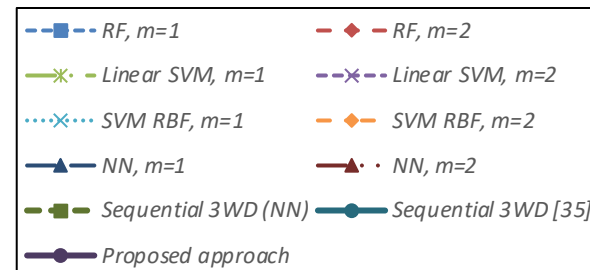 RF, m=1 RF, m=2
Linear SVM, m=1 Linear SVM, m=2
SVM RBF, m=1 SVM RBF, m=2
NN, m=1 NN, m=2
Sequential 3WD (NN) Sequential 3WD [35]
Proposed approach